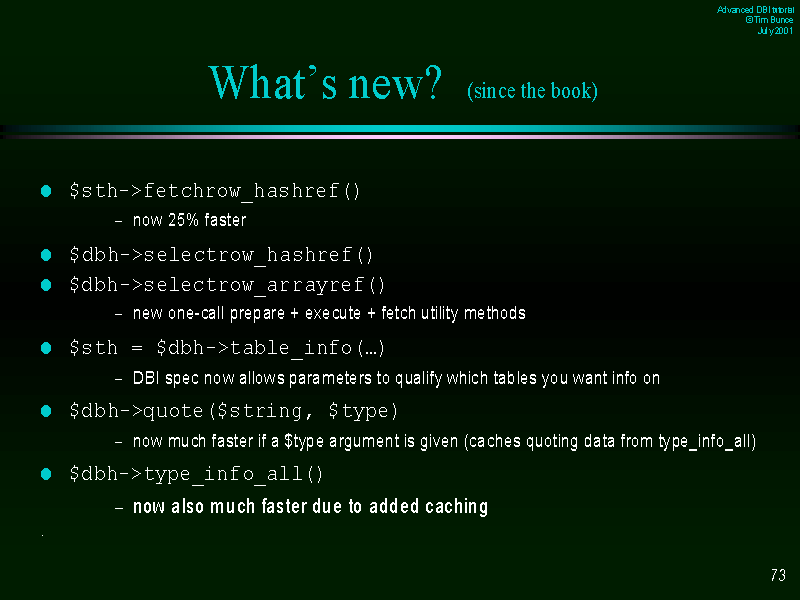 Advanced DBI tutorial
©Tim Bunce
July 2001
What's new? (since the book)
$sth->fetchrow_hashref()
– now 25% faster
$dbh->selectrow_hashref()
$dbh->selectrow_arrayref()
– new one-call prepare + execute + fetch utility methods
$sth = $dbh->table_info(…)
– DBI spec now allows parameters to qualify which tables you want info on
$dbh->quote($string, $type)
– now much faster if a $type argument is given (caches quoting data from type_info_all)
$dbh->type_info_all()
– now also much faster due to added caching
.
73